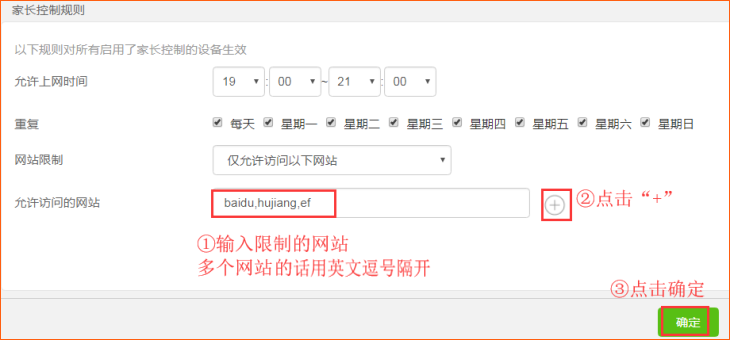 家长控制规则
以下规则对所有启用了家长控制的设备生效
允许上网时间 19 : 00 ~ 21 : 00
重复 每天 星期一 星期二 星期三 星期四 星期五 星期六 星期日
网站限制 仅允许访问以下网站
允许访问的网站 baidu,hujiang,ef ②点击“+”
①输入限制的网站
多个网站的话用英文逗号隔开
③点击确定
确定